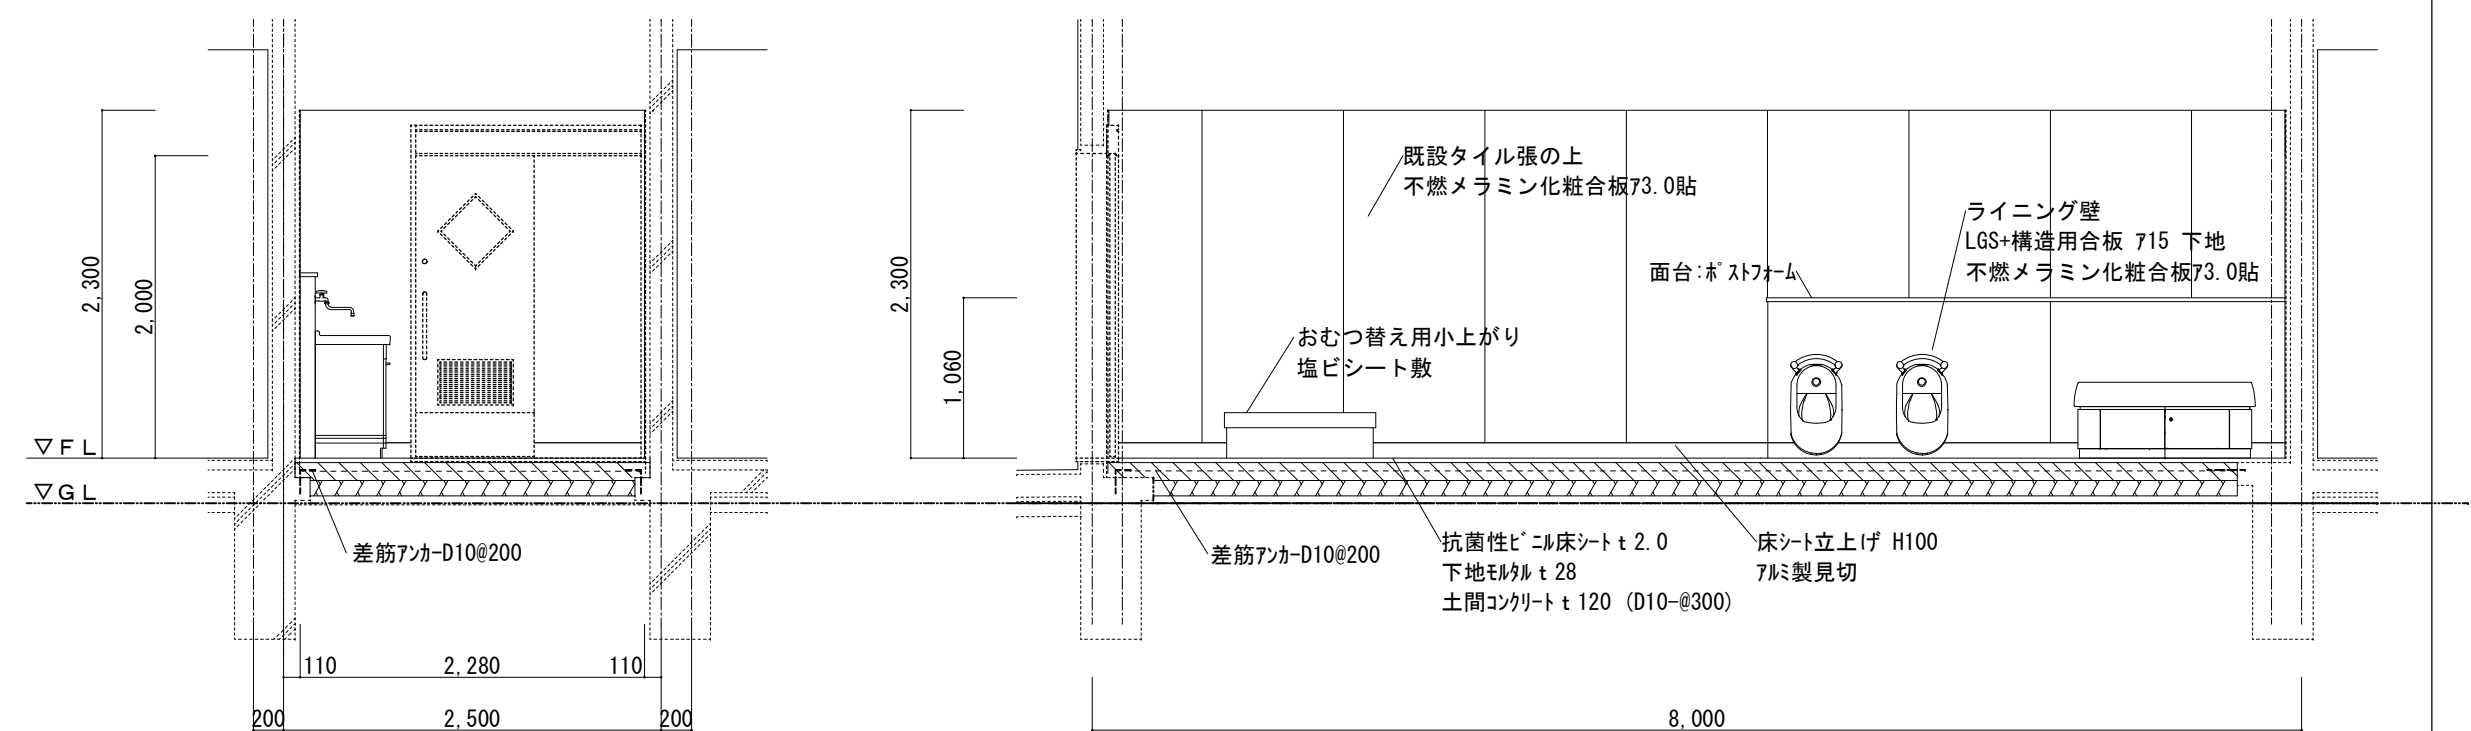 2,300
2,000
▽FL
▽GL
差筋ｱﾝｶｰD10@200
110
2,280
110
200
2,500
200
2,300
1,060
既設タイル張の上
不燃メラミン化粧合板ｱ3.0貼
ライニング壁
LGS+構造用合板 ｱ15 下地
不燃メラミン化粧合板ｱ3.0貼
面台:ﾎﾟｽﾄﾌｫｰﾑ
おむつ替え用小上がり
塩ビシート敷
差筋ｱﾝｶｰD10@200
抗菌性ﾋﾞﾆﾙ床ｼｰﾄ t 2.0
下地ﾓﾙﾀﾙ t 28
土間ｺﾝｸﾘｰﾄ t 120 (D10-@300)
床ｼｰﾄ立上げ H100
ｱﾙﾐ製見切
8,000